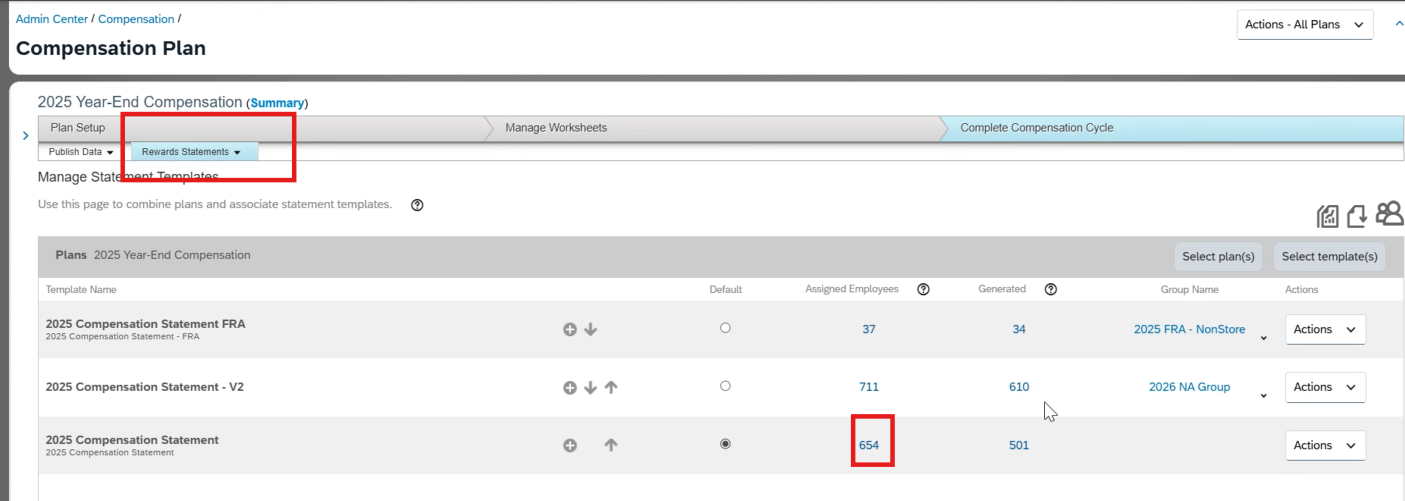 Admin Center / Compensation /
Actions - All Plans
Compensation Plan
2025 Year-End Compensation (Summary)
Plan Setup Manage Worksheets Complete Compensation Cycle
Publish Data Rewards Statements
Manage Statement Templates
Use this page to combine plans and associate statement templates. ?
Plans 2025 Year-End Compensation Select plan(s) Select template(s)
Template Name Default Assigned Employees ? Generated ? Group Name Actions
2025 Compensation Statement FRA 37 34 2025 FRA - NonStore Actions
2025 Compensation Statement - FRA
2025 Compensation Statement - V2 711 610 2026 NA Group Actions
2025 Compensation Statement 654 501 Actions
2025 Compensation Statement